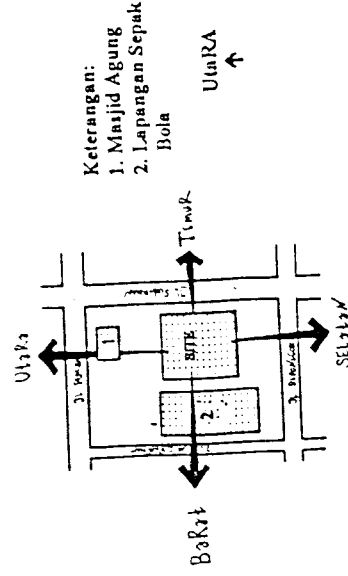 Keterangan:
1. Masjid Agung
2. Lapangan Sepak
Bola
UtaRA
UtaRa
1
Timur
SITE
2
BaRat
SElataN